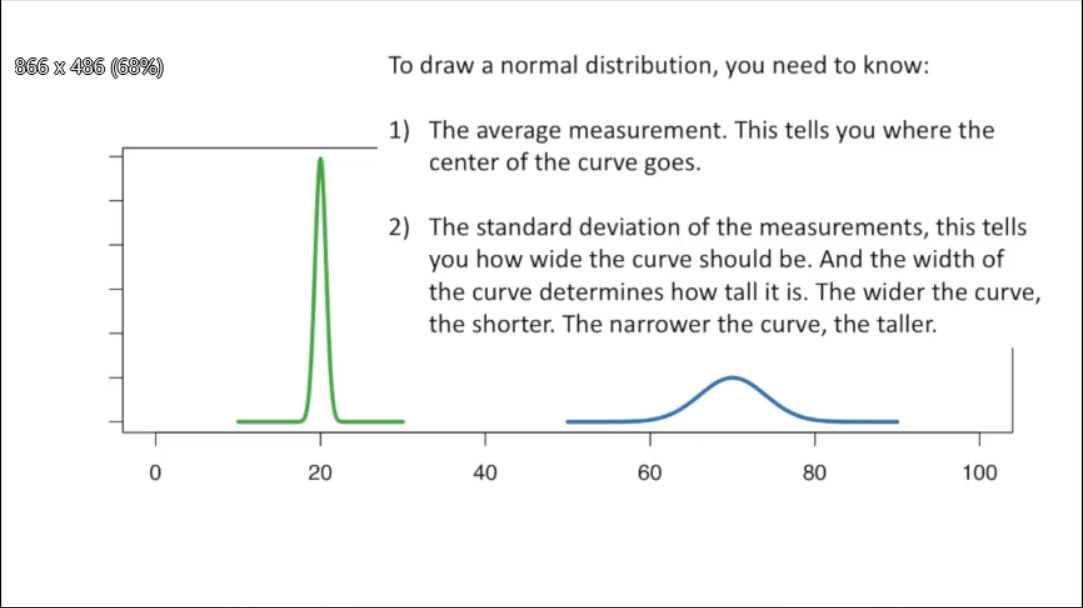 866 x 486 (68%)
To draw a normal distribution, you need to know:
1) The average measurement. This tells you where the
center of the curve goes.
2) The standard deviation of the measurements, this tells
you how wide the curve should be. And the width of
the curve determines how tall it is. The wider the curve,
the shorter. The narrower the curve, the taller.
0 20 40 60 80 100